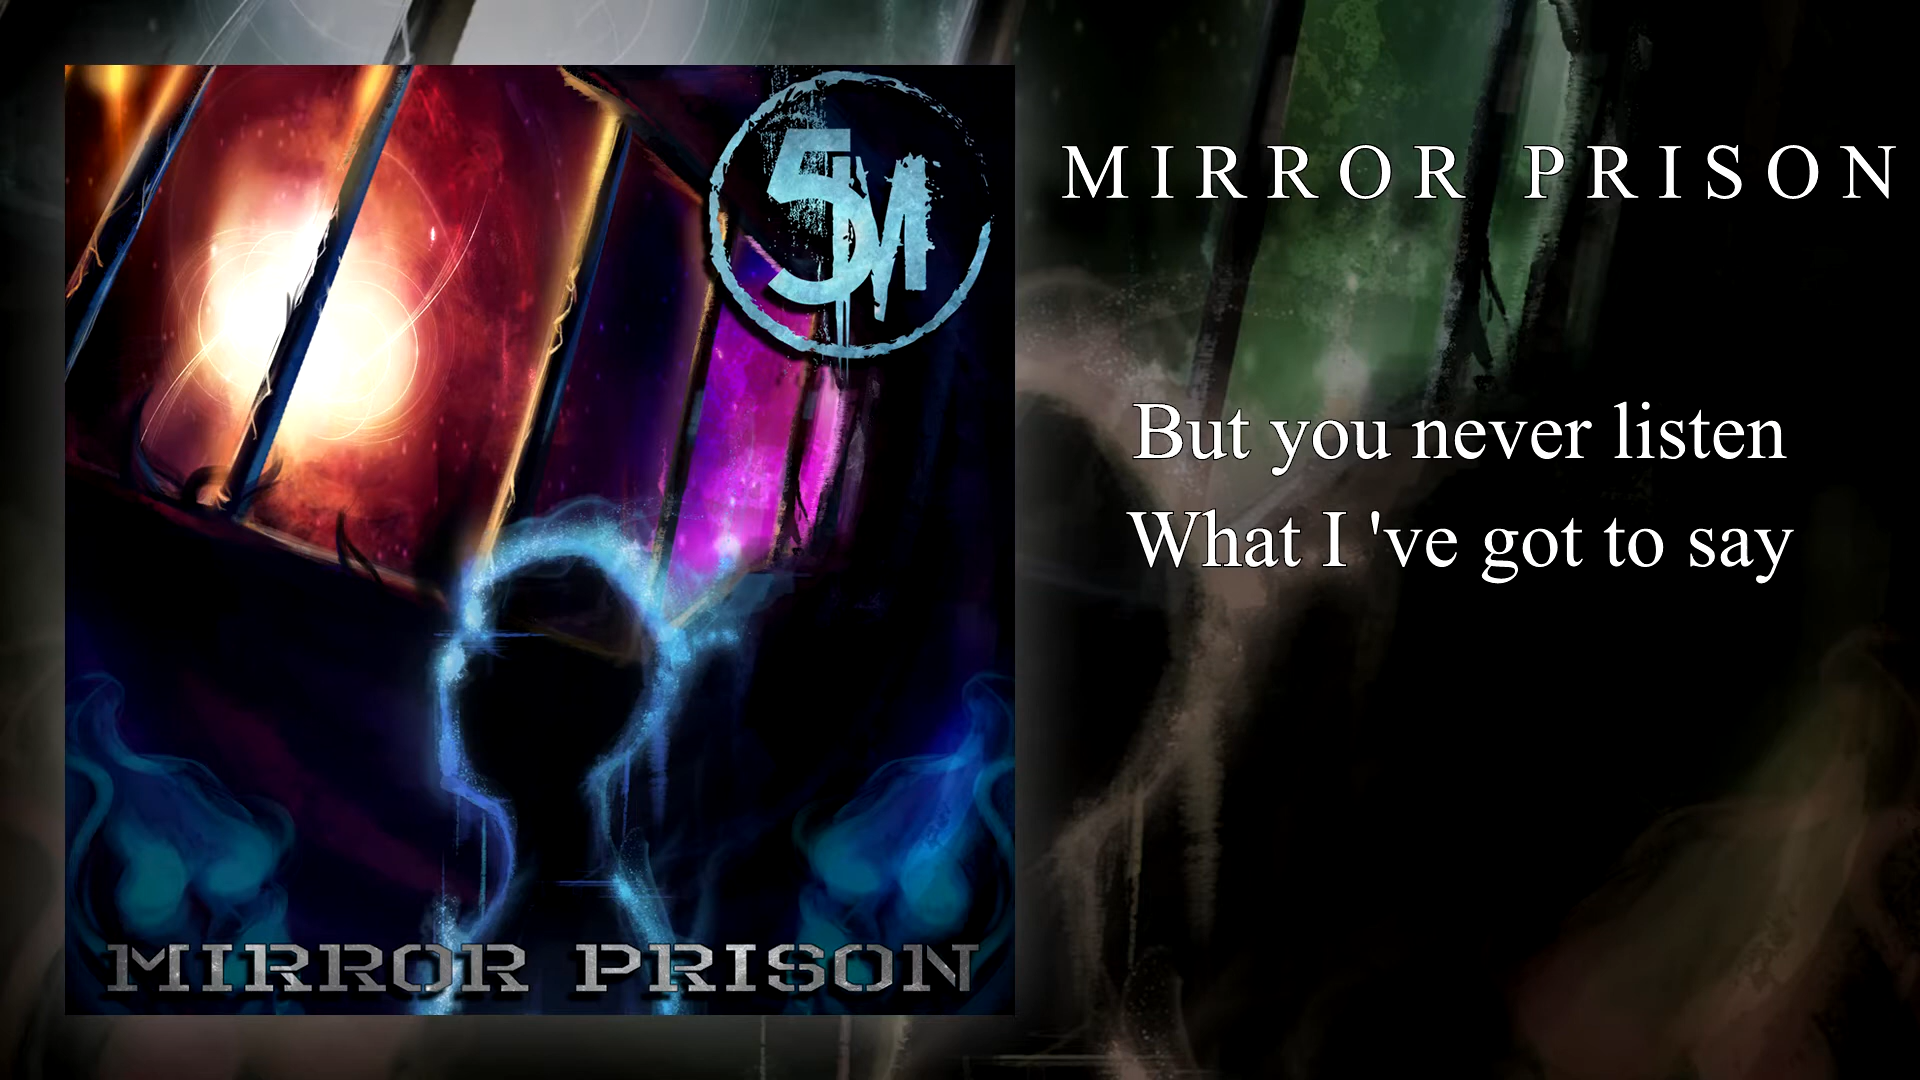 5M
MIRROR PRISON
MIRROR PRISON
But you never listen
What I 've got to say